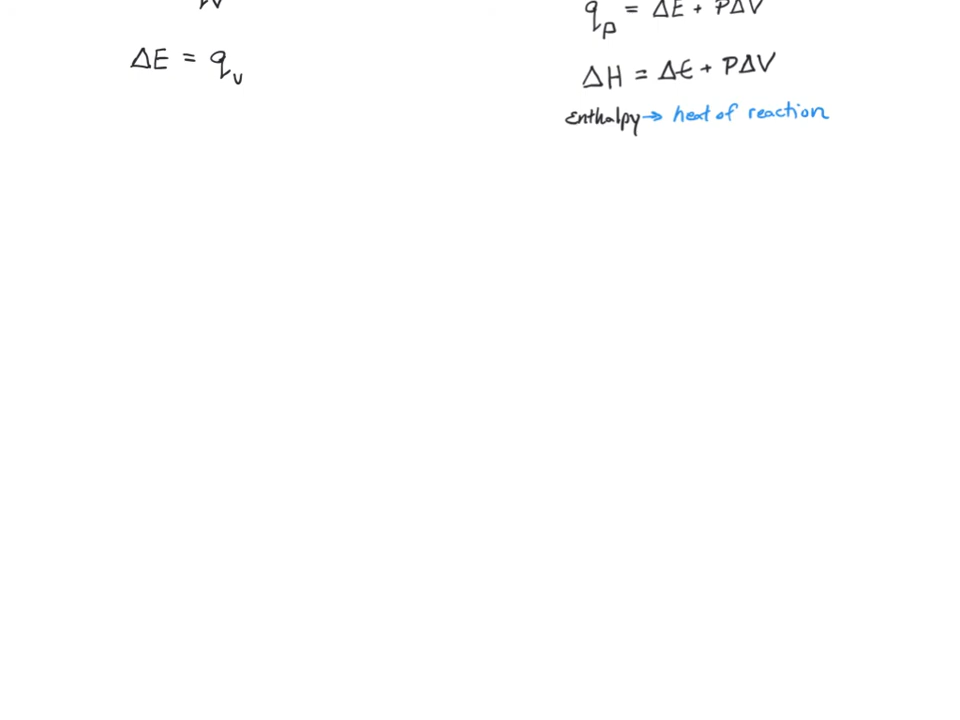 q_p = ΔE + PΔV
ΔE = q_v
ΔH = ΔE + PΔV
Enthalpy → heat of reaction